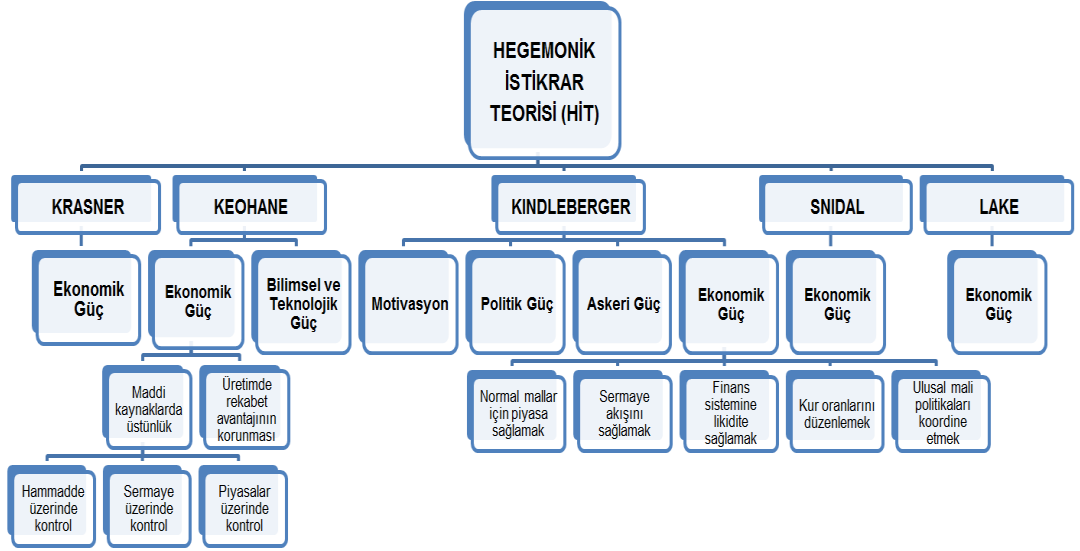 HEGEMONİK
İSTİKRAR
TEORİSİ (HİT)
KRASNER
KEOHANE
KINDLEBERGER
SNIDAL
LAKE
Ekonomik
Güç
Ekonomik
Güç
Bilimsel ve
Teknolojik
Güç
Motivasyon
Politik Güç
Askeri Güç
Ekonomik
Güç
Ekonomik
Güç
Ekonomik
Güç
Maddi
kaynaklarda
üstünlük
Üretimde
rekabet
avantajının
korunması
Normal mallar
için piyasa
sağlamak
Sermaye
akışını
sağlamak
Finans
sistemine
likidite
sağlamak
Kur oranlarını
düzenlemek
Ulusal mali
politikaları
koordine
etmek
Hammadde
üzerinde
kontrol
Sermaye
üzerinde
kontrol
Piyasalar
üzerinde
kontrol